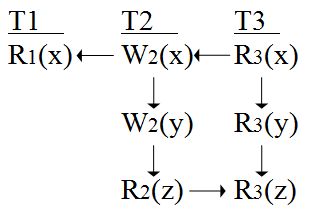 T1 T2 T3
R1(x) W2(x) R3(x)
W2(y) R3(y)
R2(z) R3(z)